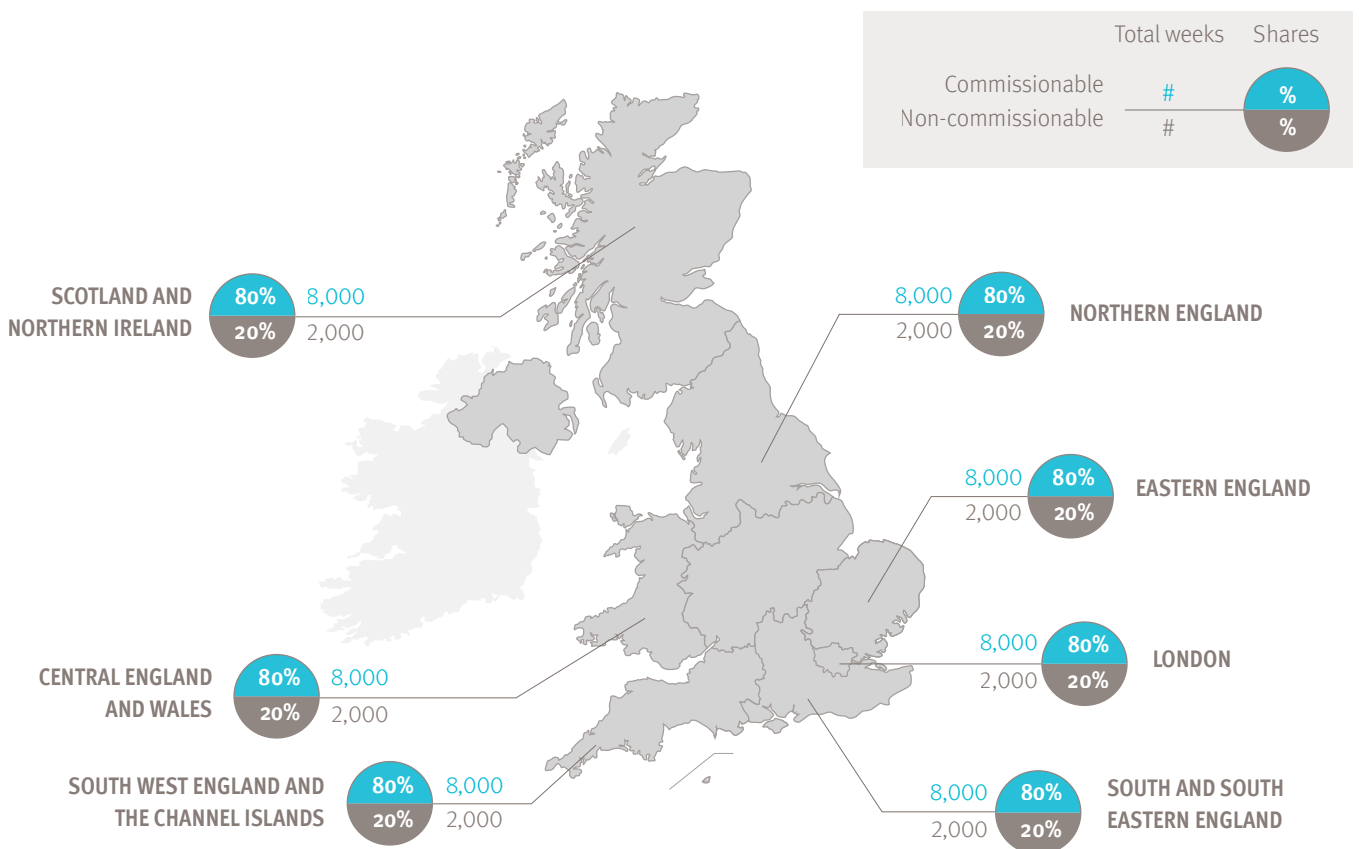 Total weeks Shares
Commissionable # %
Non-commissionable # %
SCOTLAND AND
NORTHERN IRELAND
80% 8,000
20% 2,000
8,000 80%
2,000 20%
NORTHERN ENGLAND
8,000 80%
2,000 20%
EASTERN ENGLAND
8,000 80%
2,000 20%
LONDON
CENTRAL ENGLAND
AND WALES
80% 8,000
20% 2,000
SOUTH WEST ENGLAND AND
THE CHANNEL ISLANDS
80% 8,000
20% 2,000
8,000 80%
2,000 20%
SOUTH AND SOUTH
EASTERN ENGLAND